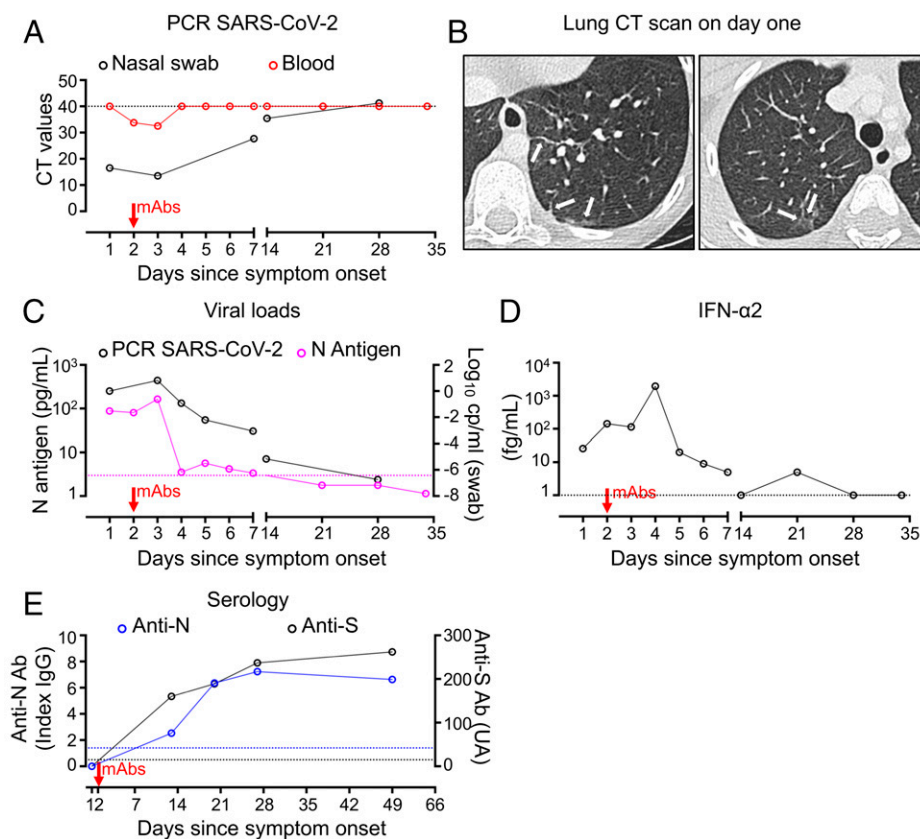 A
PCR SARS-CoV-2
Nasal swab
Blood
CT values
50
40
30
20
10
0
mAbs
1 2 3 4 5 6 7 14 21 28 35
Days since symptom onset
B
Lung CT scan on day one
C
Viral loads
PCR SARS-CoV-2
N Antigen
N antigen (pg/mL)
10³
10²
10
1
Log₁₀ cp/ml (swab)
2
0
-2
-4
-6
-8
mAbs
1 2 3 4 5 6 7 14 21 28 35
Days since symptom onset
D
IFN-α2
(fg/mL)
10⁴
10³
10²
10
1
mAbs
1 2 3 4 5 6 7 14 21 28 35
Days since symptom onset
E
Serology
Anti-N
Anti-S
Anti-N Ab
(Index IgG)
10
8
6
4
2
0
Anti-S Ab (UA)
300
200
100
0
mAbs
1 2 7 14 21 28 35 42 49 66
Days since symptom onset